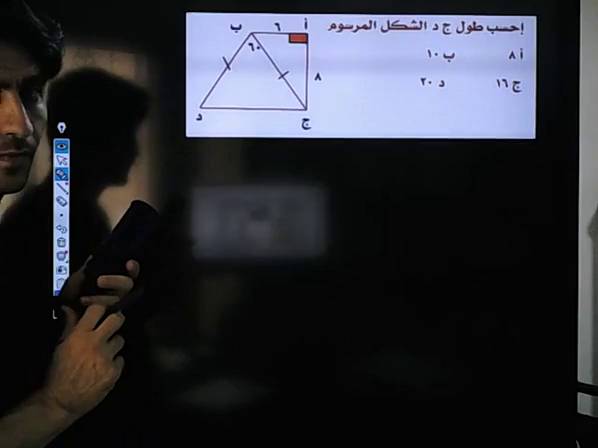 إحسب طول ج د الشكل المرسوم
أ ٨ ب ١٠
ج ١٦ د ٢٠
ب ٦ أ
٦٠
٨
د ج